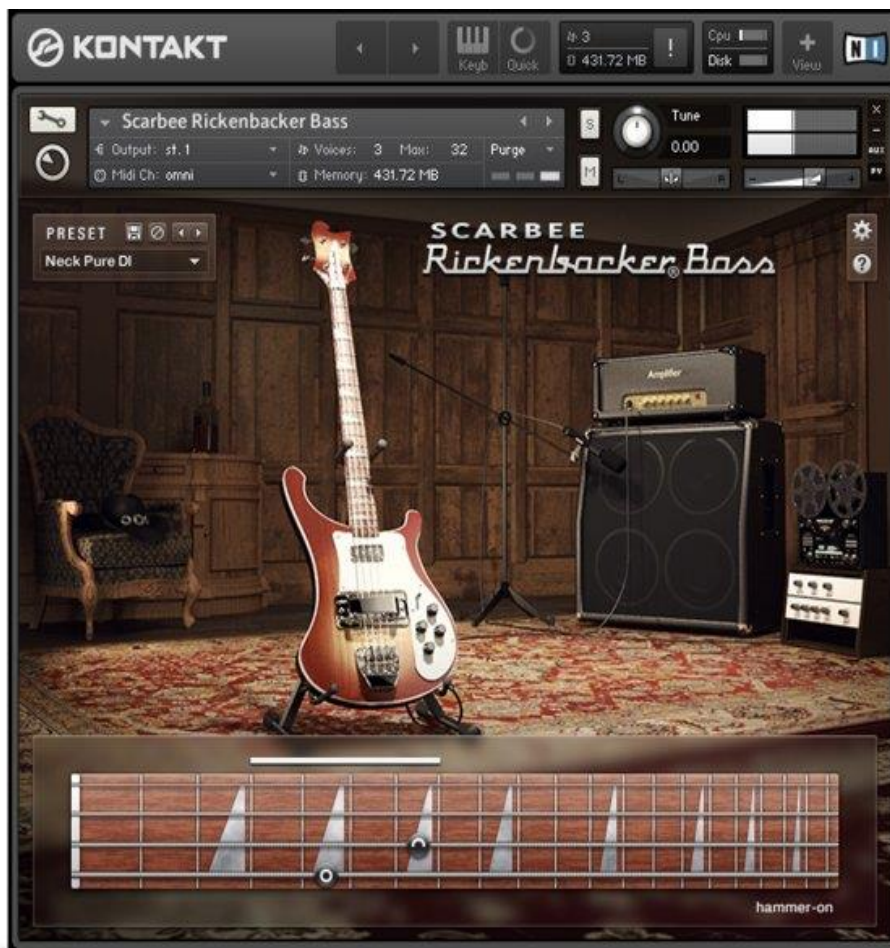 KONTAKT
Keyb
Quick
3
431.72 MB
!
Cpu
Disk
View
NI
Scarbee Rickenbacker Bass
Output: st.1
Voices: 3 Max: 32
Purge
Midi Ch: omni
Memory: 431.72 MB
S
M
Tune
0.00
L R
AUX
PV
PRESET
Neck Pure DI
SCARBEE
Rickenbacker® Bass
?
Amplifier
hammer-on